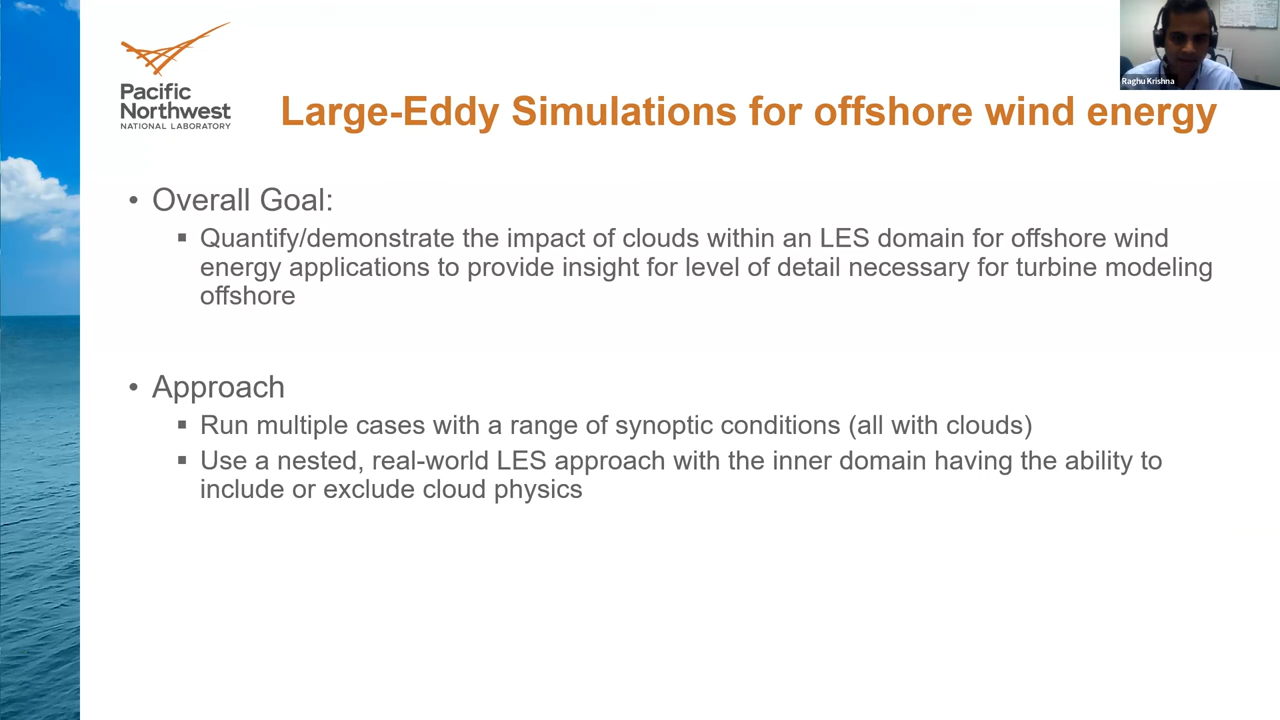 Pacific
Northwest
NATIONAL LABORATORY
Raghu Krishna
Large-Eddy Simulations for offshore wind energy
• Overall Goal:
▪ Quantify/demonstrate the impact of clouds within an LES domain for offshore wind
energy applications to provide insight for level of detail necessary for turbine modeling
offshore
• Approach
▪ Run multiple cases with a range of synoptic conditions (all with clouds)
▪ Use a nested, real-world LES approach with the inner domain having the ability to
include or exclude cloud physics